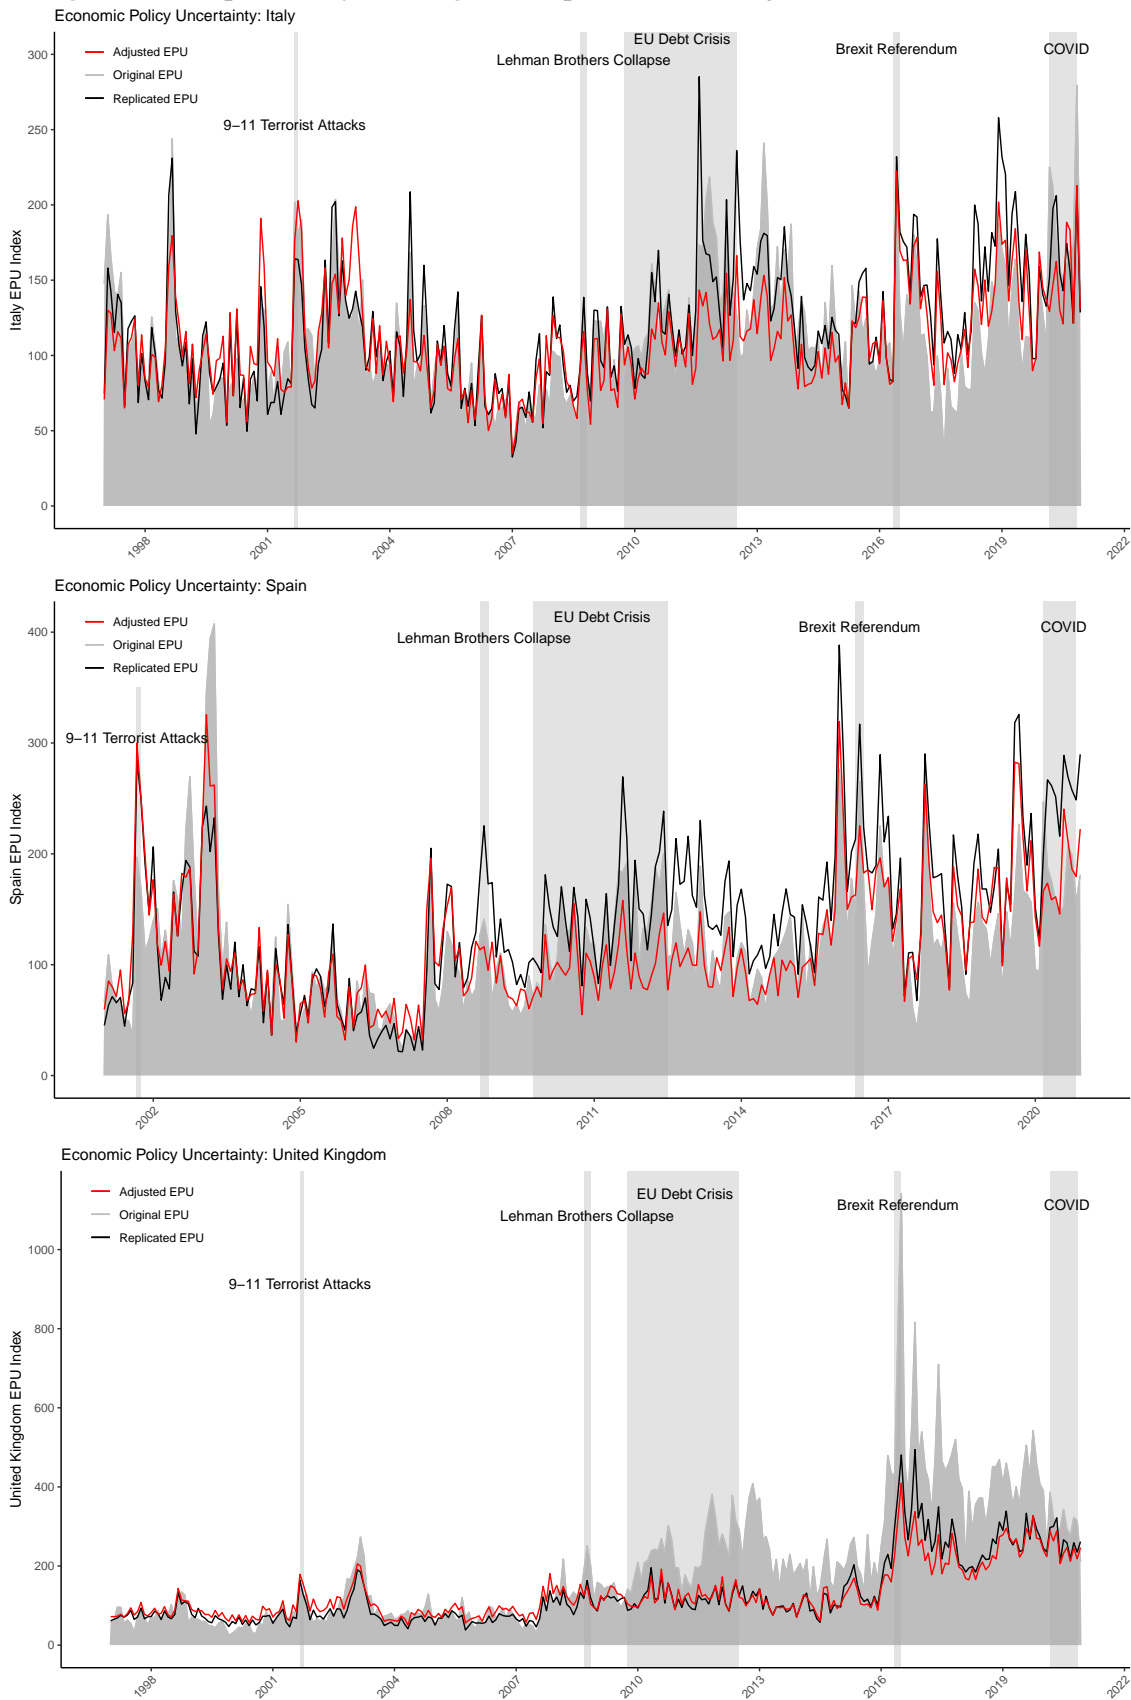 Economic Policy Uncertainty: Italy
Adjusted EPU
Original EPU
Replicated EPU
9−11 Terrorist Attacks
Lehman Brothers Collapse
EU Debt Crisis
Brexit Referendum
COVID
Italy EPU Index
300
250
200
150
100
50
0
1998
2001
2004
2007
2010
2013
2016
2019
2022
Economic Policy Uncertainty: Spain
Adjusted EPU
Original EPU
Replicated EPU
9−11 Terrorist Attacks
Lehman Brothers Collapse
EU Debt Crisis
Brexit Referendum
COVID
Spain EPU Index
400
300
200
100
0
2002
2005
2008
2011
2014
2017
2020
Economic Policy Uncertainty: United Kingdom
Adjusted EPU
Original EPU
Replicated EPU
9−11 Terrorist Attacks
Lehman Brothers Collapse
EU Debt Crisis
Brexit Referendum
COVID
United Kingdom EPU Index
1000
800
600
400
200
0
1998
2001
2004
2007
2010
2013
2016
2019
2022